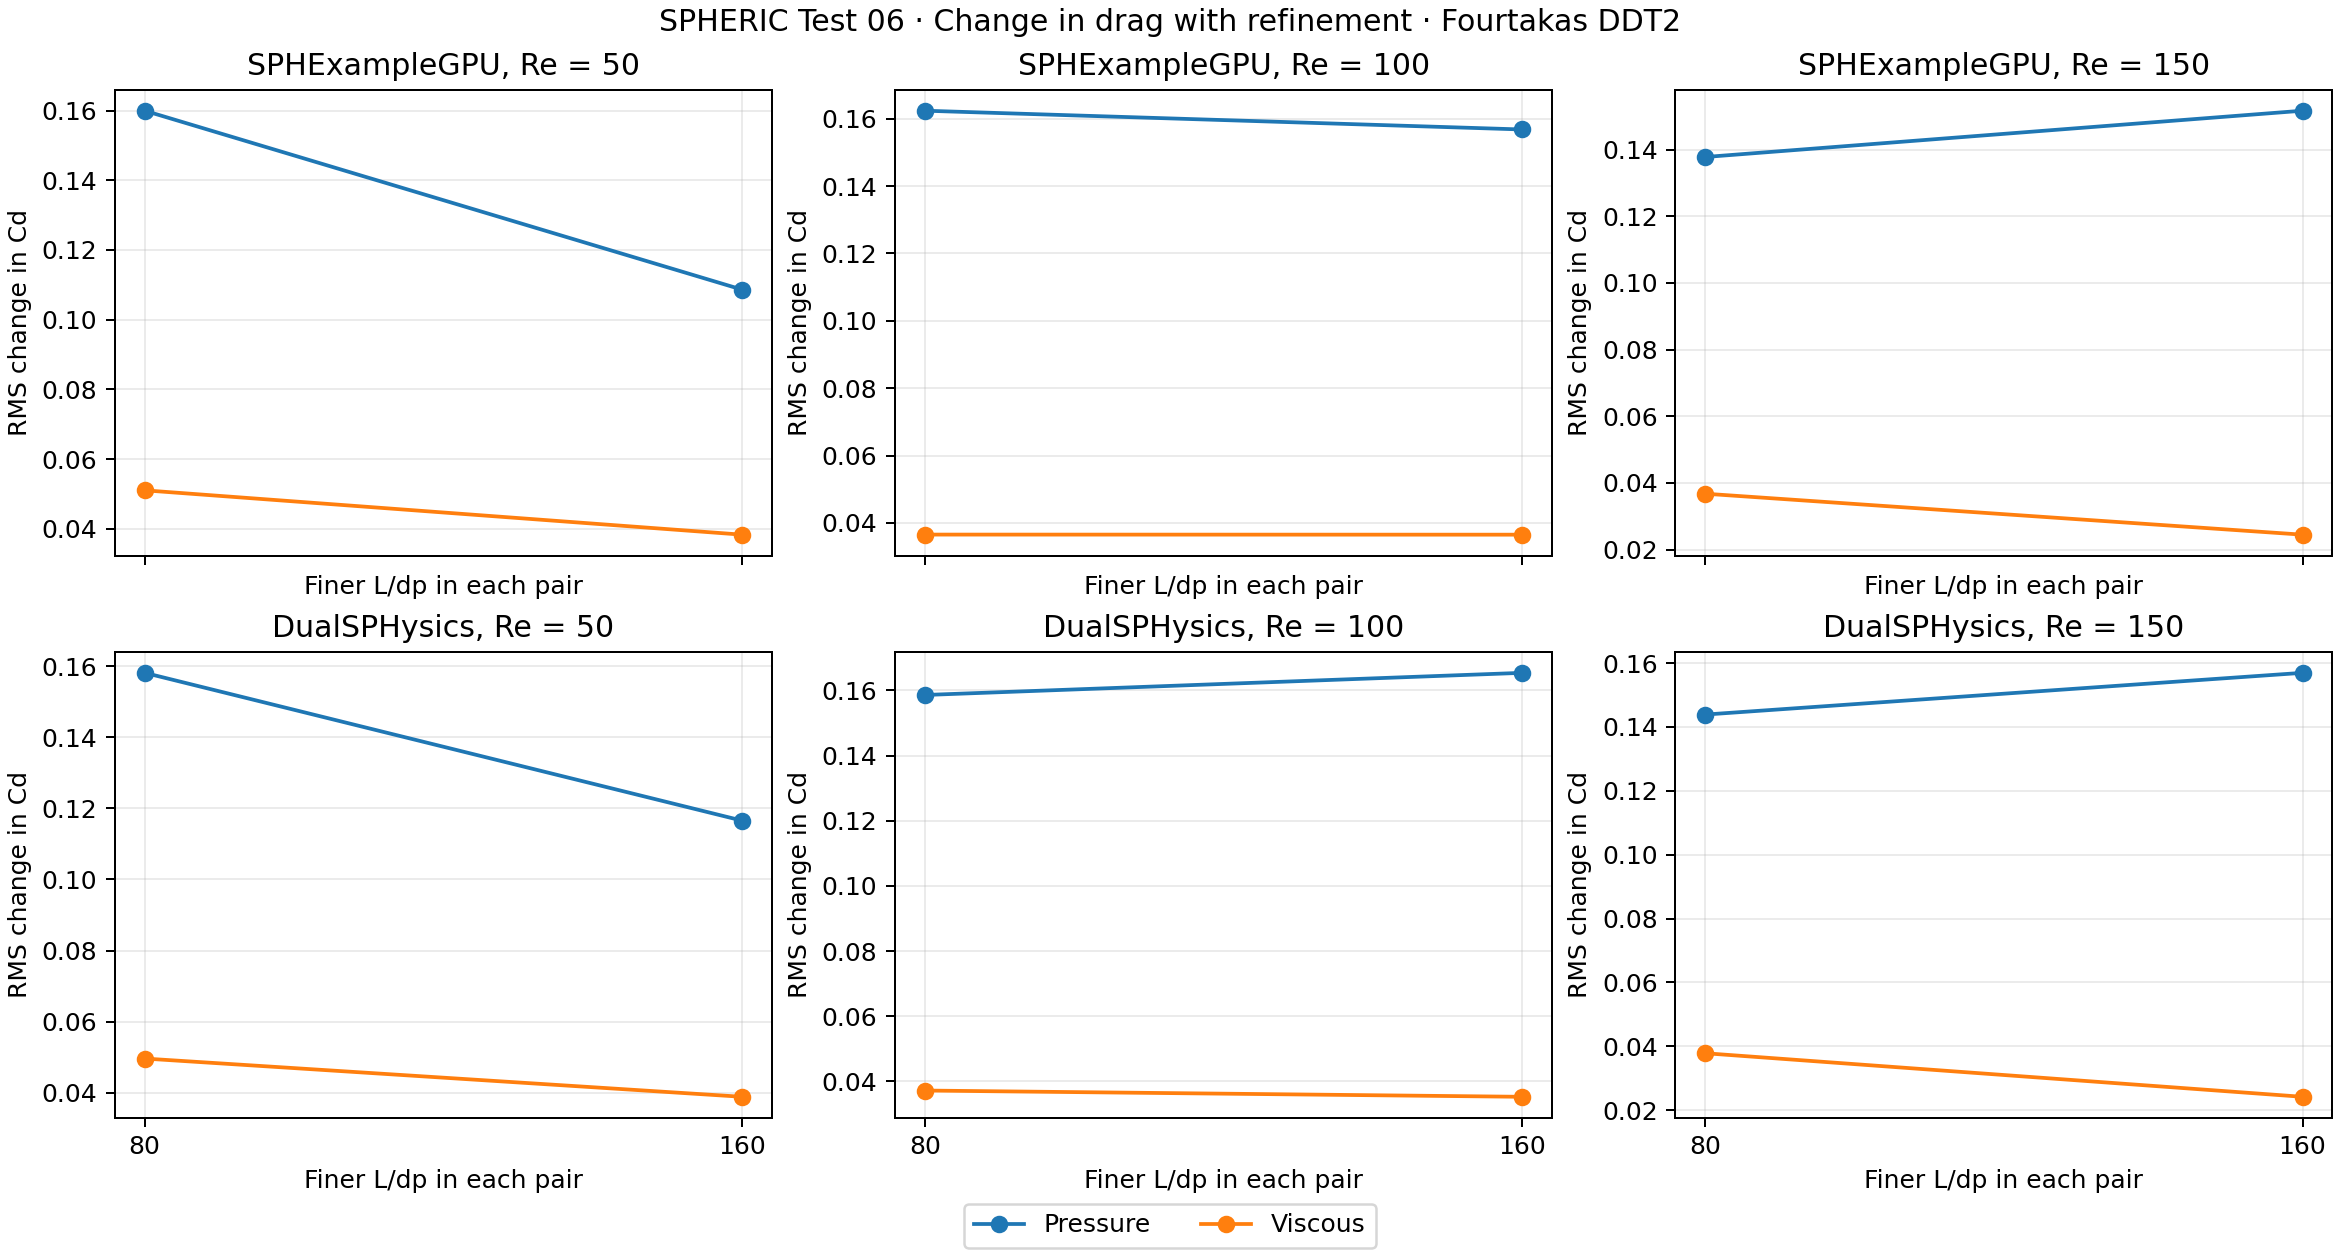 SPHERIC Test 06 · Change in drag with refinement · Fourtakas DDT2
SPHExampleGPU, Re = 50
RMS change in Cd
0.16
0.14
0.12
0.10
0.08
0.06
0.04
Finer L/dp in each pair
SPHExampleGPU, Re = 100
RMS change in Cd
0.16
0.14
0.12
0.10
0.08
0.06
0.04
Finer L/dp in each pair
SPHExampleGPU, Re = 150
RMS change in Cd
0.14
0.12
0.10
0.08
0.06
0.04
0.02
Finer L/dp in each pair
DualSPHysics, Re = 50
RMS change in Cd
0.16
0.14
0.12
0.10
0.08
0.06
0.04
80 160
Finer L/dp in each pair
DualSPHysics, Re = 100
RMS change in Cd
0.16
0.14
0.12
0.10
0.08
0.06
0.04
80 160
Finer L/dp in each pair
DualSPHysics, Re = 150
RMS change in Cd
0.16
0.14
0.12
0.10
0.08
0.06
0.04
0.02
80 160
Finer L/dp in each pair
Pressure Viscous